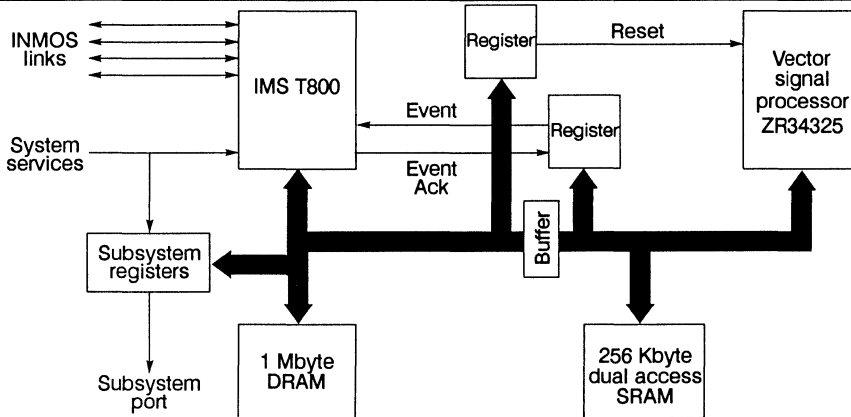 INMOS
links
IMS T800
Register
Reset
Vector
signal
processor
ZR34325
Event
Register
System
services
Event
Ack
Buffer
Subsystem
registers
1 Mbyte
DRAM
256 Kbyte
dual access
SRAM
Subsystem
port